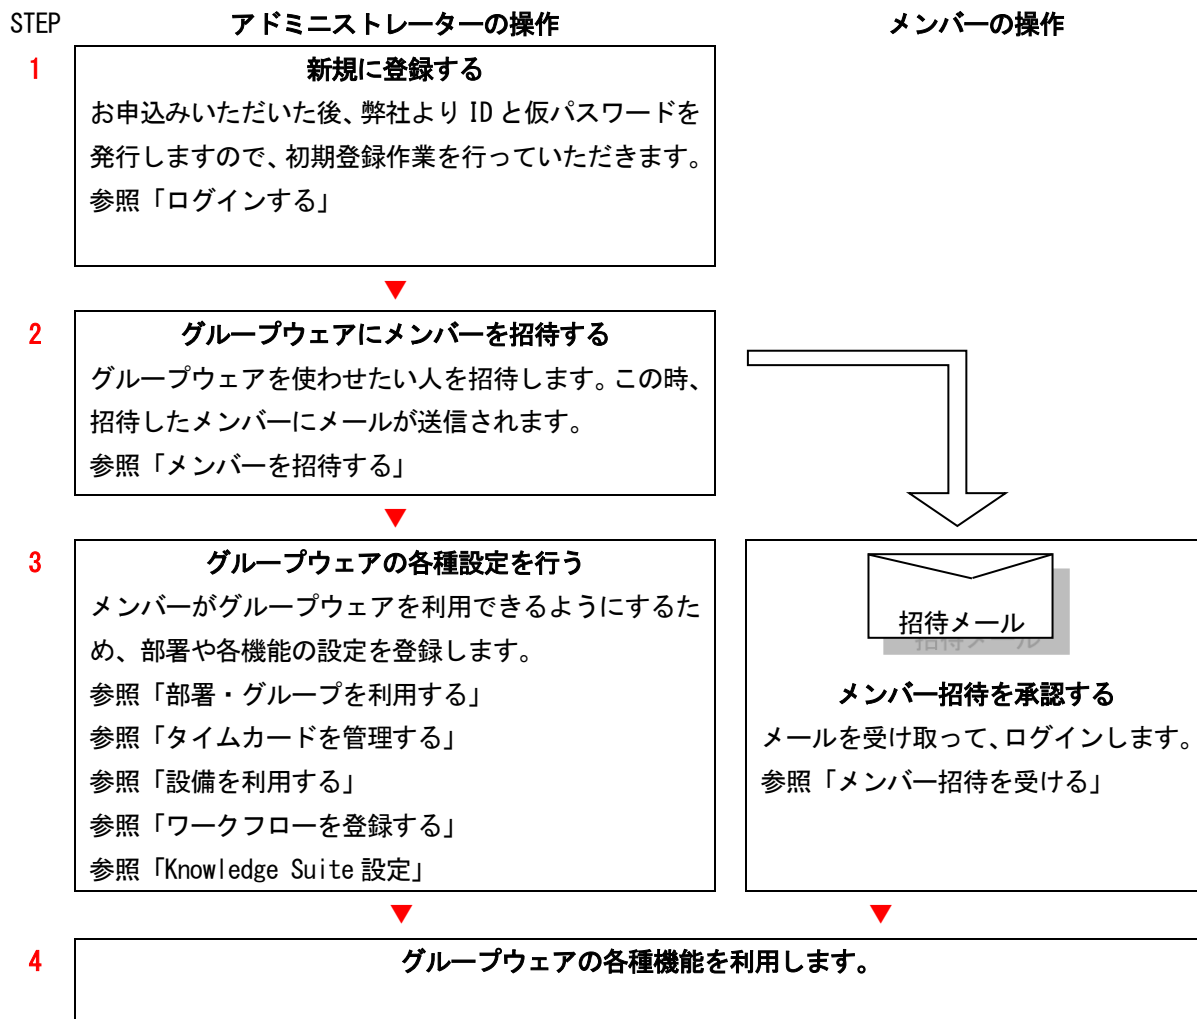 STEP アドミニストレーターの操作 メンバーの操作
1 新規に登録する
お申込みいただいた後、弊社より ID と仮パスワードを
発行しますので、初期登録作業を行っていただきます。
参照「ログインする」
▼
2 グループウェアにメンバーを招待する
グループウェアを使わせたい人を招待します。この時、
招待したメンバーにメールが送信されます。
参照「メンバーを招待する」
▼
3 グループウェアの各種設定を行う
メンバーがグループウェアを利用できるようにするた
め、部署や各機能の設定を登録します。
参照「部署・グループを利用する」
参照「タイムカードを管理する」
参照「設備を利用する」
参照「ワークフローを登録する」
参照「Knowledge Suite 設定」
招待メール
メンバー招待を承認する
メールを受け取って、ログインします。
参照「メンバー招待を受ける」
▼ ▼
4 グループウェアの各種機能を利用します。